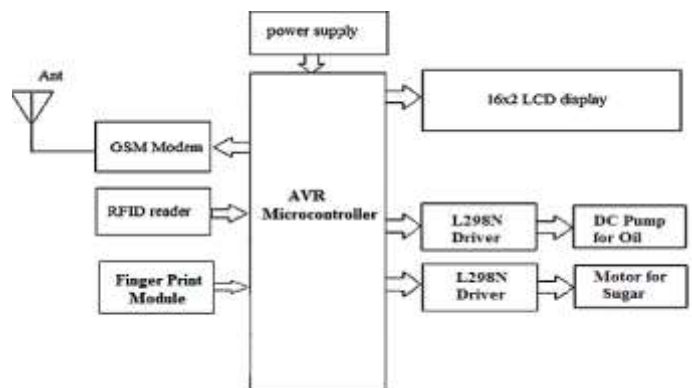 power supply
Ant
16x2 LCD display
GSM Modem
AVR
Microcontroller
RFID reader
L298N
Driver
DC Pump
for Oil
Finger Print
Module
L298N
Driver
Motor for
Sugar